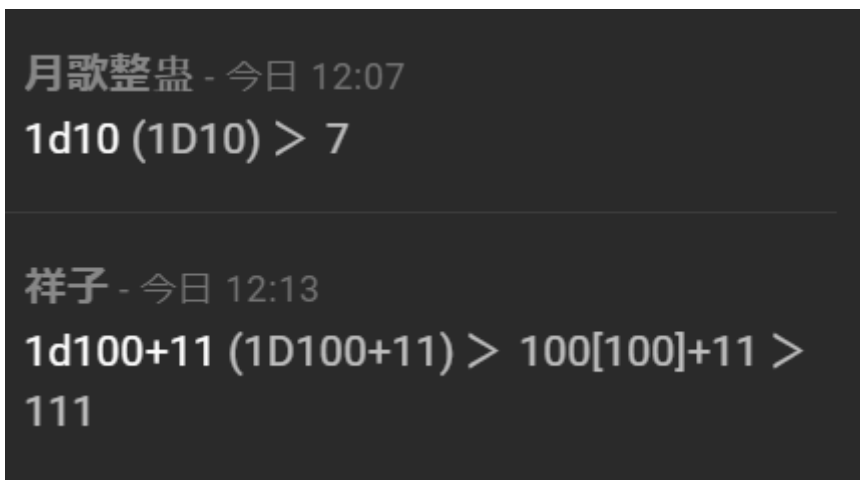 月歌整蛊 - 今日 12:07
1d10 (1D10) ＞ 7
祥子 - 今日 12:13
1d100+11 (1D100+11) ＞ 100[100]+11 ＞
111